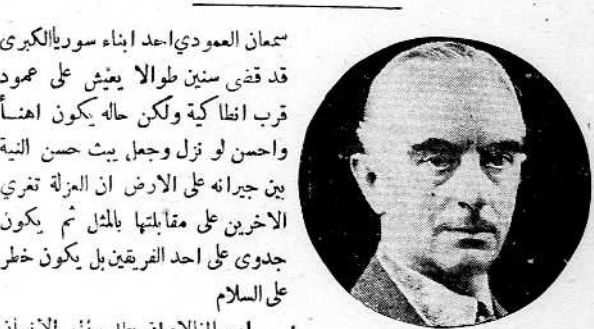 سمعان العمودي احد ابناء سوريا الكبرى
قد قضى سنين طوالا يعيش على عمود
قرب انطاكية ولكن حاله يكون اهنأ
واحسن لو نزل وجعل يبث حسن النية
بين جيرانه على الارض ان العزلة تغري
الاخرين على مقابلتها بالمثل ثم يكون
جدوى على احد الفريقين بل يكون خطر
على السلام